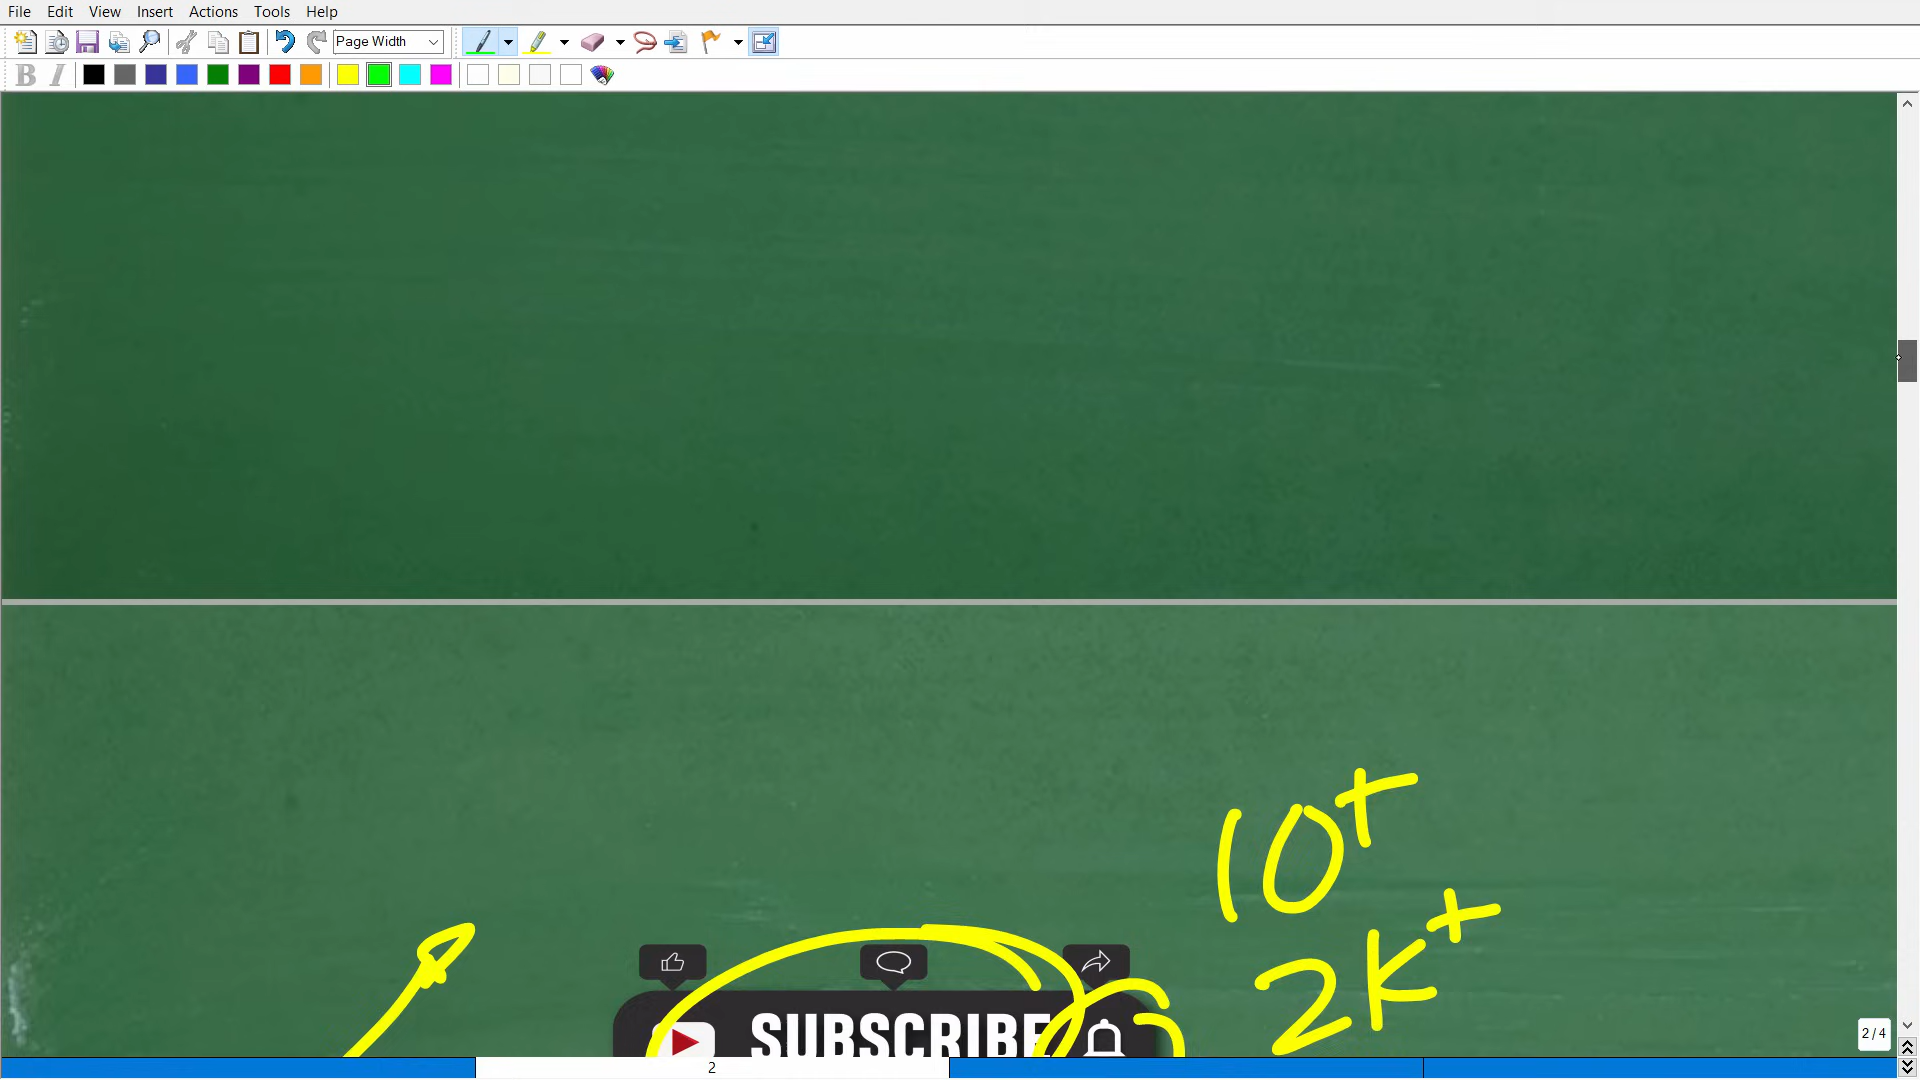 File Edit View Insert Actions Tools Help
Page Width
B I
10+
2K+
SUBSCRIBE
2 / 4
2